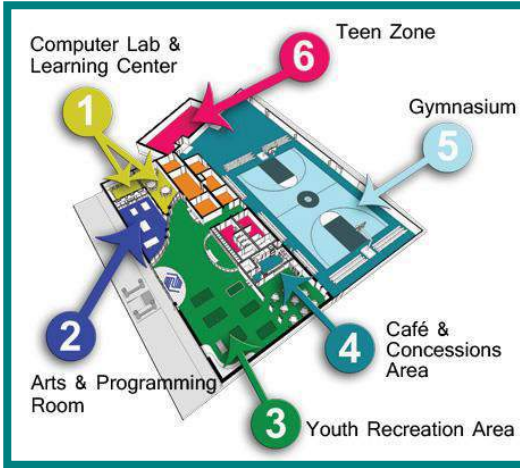 Computer Lab &
Learning Center
1
6
Teen Zone
Gymnasium
5
2
Arts & Programming
Room
4
Café &
Concessions
Area
3
Youth Recreation Area